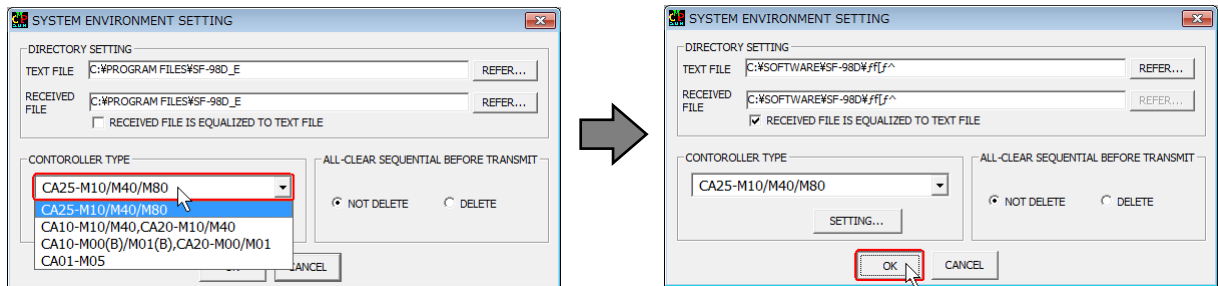 SYSTEM ENVIRONMENT SETTING
DIRECTORY SETTING
TEXT FILE C:¥PROGRAM FILES¥SF-98D_E REFER...
RECEIVED FILE C:¥PROGRAM FILES¥SF-98D_E REFER...
RECEIVED FILE IS EQUALIZED TO TEXT FILE
CONTOROLLER TYPE
CA25-M10/M40/M80
CA25-M10/M40/M80
CA10-M10/M40,CA20-M10/M40
CA10-M00(B)/M01(B),CA20-M00/M01
CA01-M05
ALL-CLEAR SEQUENTIAL BEFORE TRANSMIT
NOT DELETE DELETE
SYSTEM ENVIRONMENT SETTING
DIRECTORY SETTING
TEXT FILE C:¥SOFTWARE¥SF-98D¥ƒf[ƒ^ REFER...
RECEIVED FILE C:¥SOFTWARE¥SF-98D¥ƒf[ƒ^ REFER...
RECEIVED FILE IS EQUALIZED TO TEXT FILE
CONTOROLLER TYPE
CA25-M10/M40/M80
SETTING...
ALL-CLEAR SEQUENTIAL BEFORE TRANSMIT
NOT DELETE DELETE
OK CANCEL